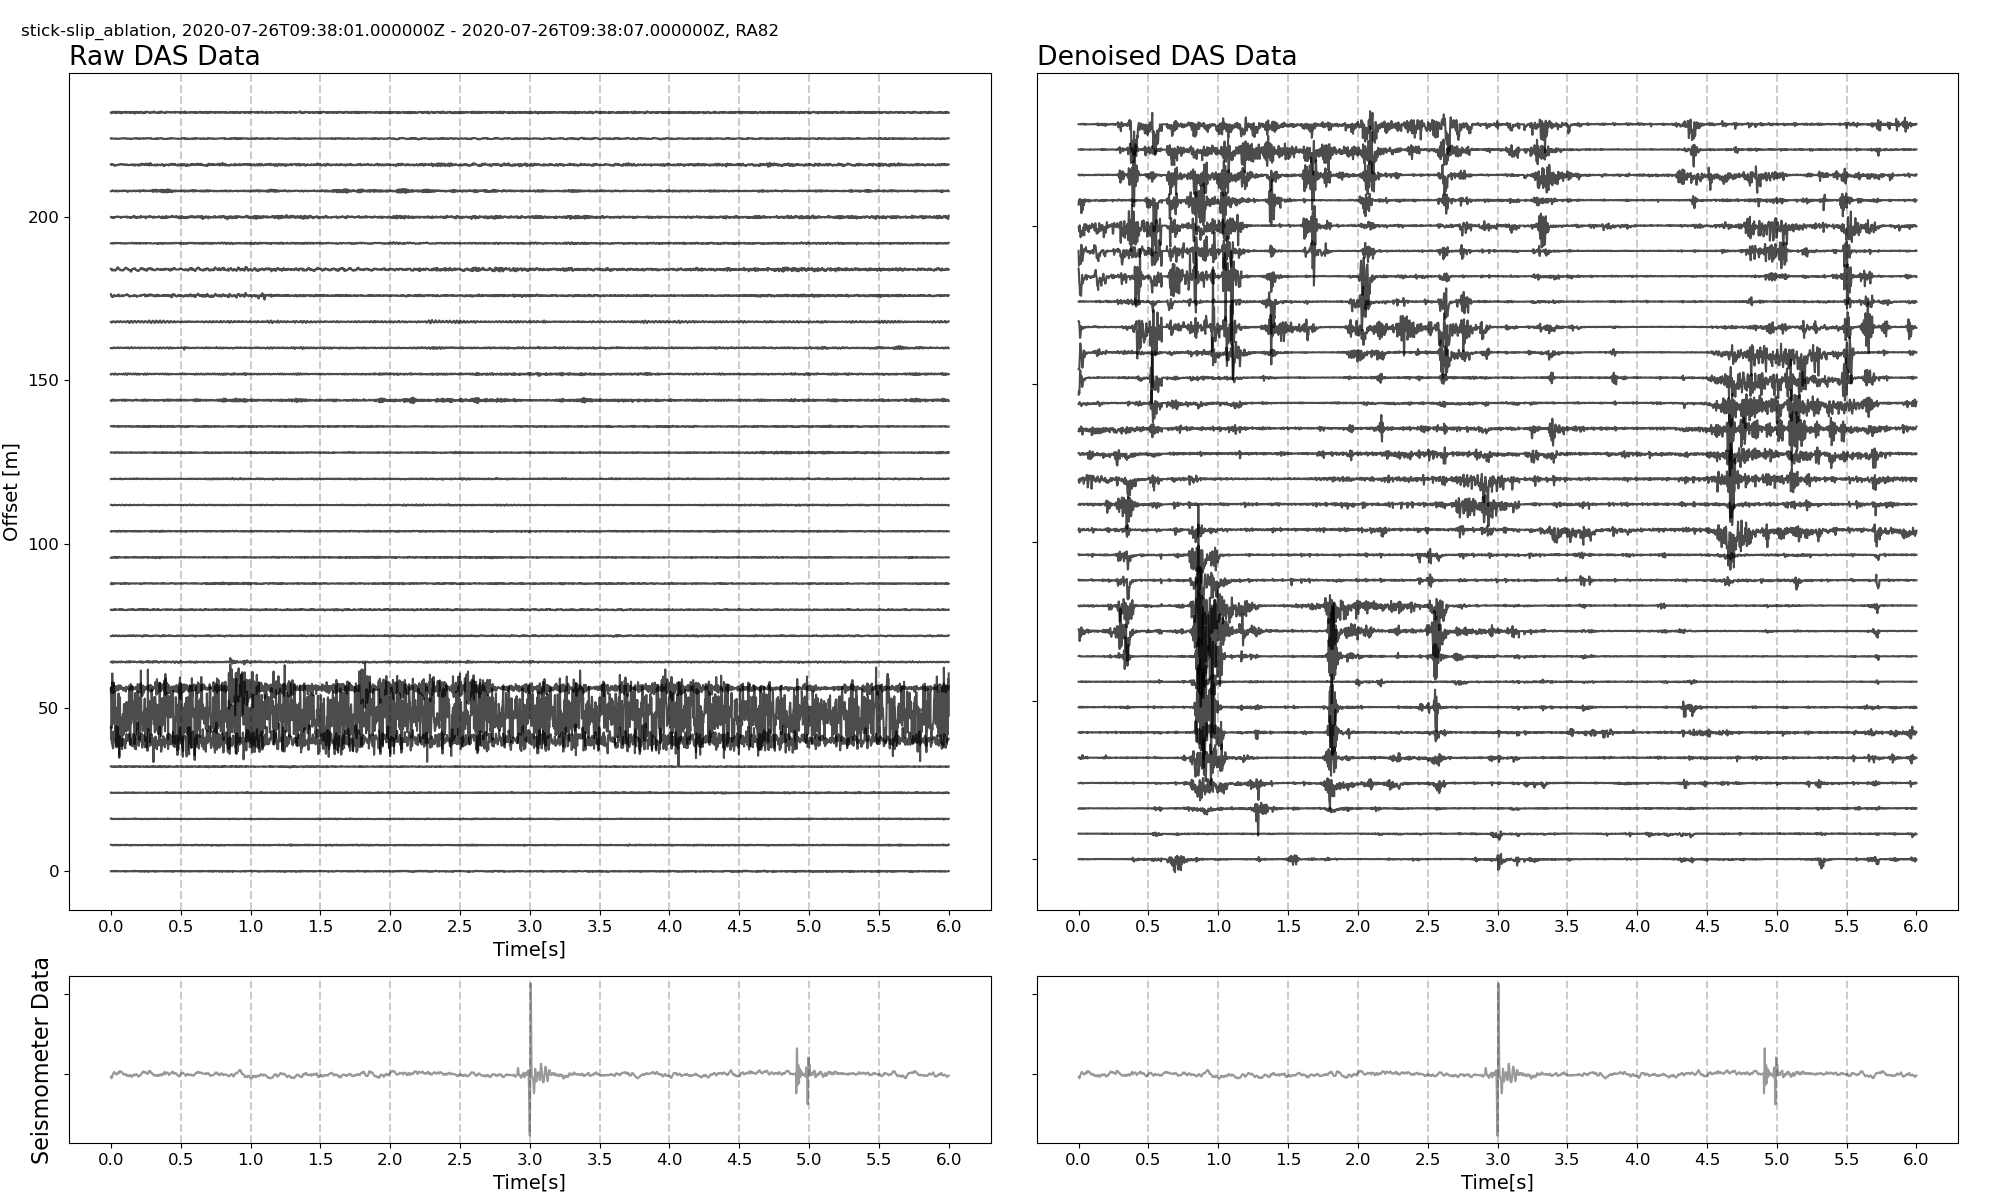 stick-slip_ablation, 2020-07-26T09:38:01.000000Z - 2020-07-26T09:38:07.000000Z, RA82
Raw DAS Data
Denoised DAS Data
Offset [m]
200
150
100
50
0
0.0 0.5 1.0 1.5 2.0 2.5 3.0 3.5 4.0 4.5 5.0 5.5 6.0
Time[s]
0.0 0.5 1.0 1.5 2.0 2.5 3.0 3.5 4.0 4.5 5.0 5.5 6.0
Seismometer Data
0.0 0.5 1.0 1.5 2.0 2.5 3.0 3.5 4.0 4.5 5.0 5.5 6.0
Time[s]
0.0 0.5 1.0 1.5 2.0 2.5 3.0 3.5 4.0 4.5 5.0 5.5 6.0
Time[s]